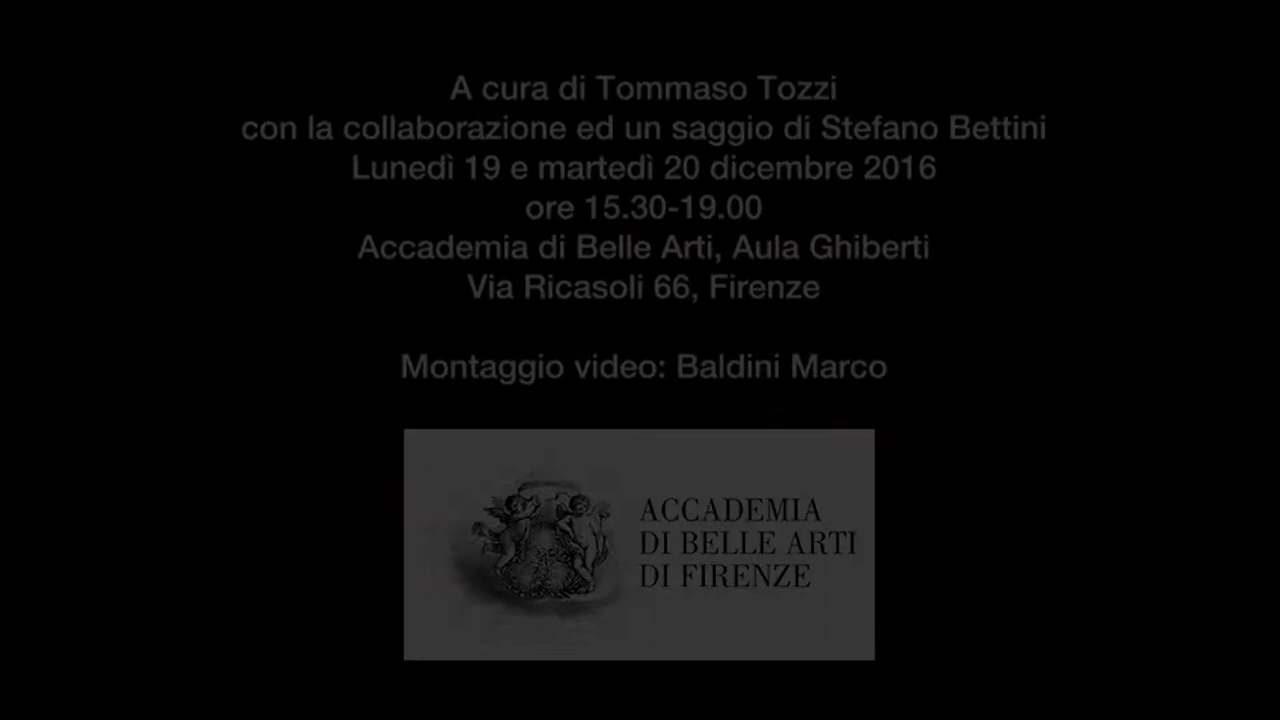 A cura di Tommaso Tozzi
con la collaborazione ed un saggio di Stefano Bettini
Lunedì 19 e martedì 20 dicembre 2016
ore 15.30-19.00
Accademia di Belle Arti, Aula Ghiberti
Via Ricasoli 66, Firenze
Montaggio video: Baldini Marco
ACCADEMIA
DI BELLE ARTI
DI FIRENZE